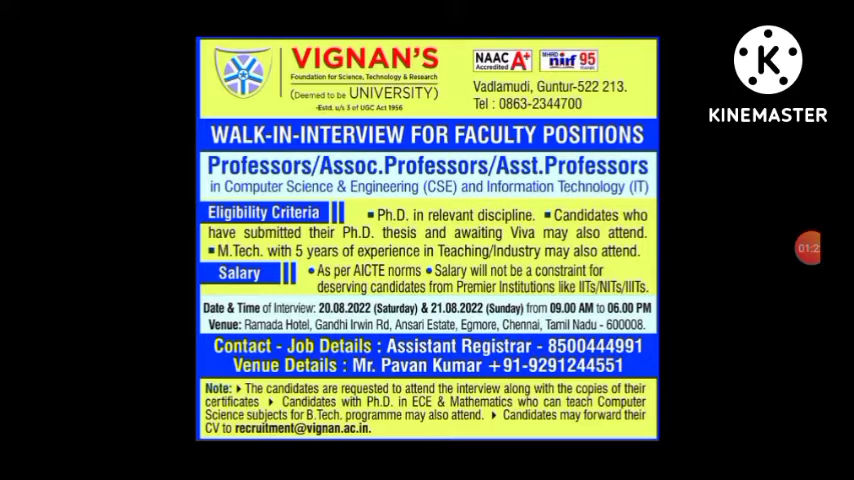 VIGNAN'S
Foundation for Science, Technology & Research
(Deemed to be UNIVERSITY)
-Estd. u/s 3 of UGC Act 1956
NAAC A+
Accredited
MHRD nirf 95
Vadlamudi, Guntur-522 213.
Tel : 0863-2344700
K
KINEMASTER
WALK-IN-INTERVIEW FOR FACULTY POSITIONS
Professors/Assoc.Professors/Asst.Professors
in Computer Science & Engineering (CSE) and Information Technology (IT)
Eligibility Criteria ▪ Ph.D. in relevant discipline. ▪ Candidates who
have submitted their Ph.D. thesis and awaiting Viva may also attend.
▪ M.Tech. with 5 years of experience in Teaching/Industry may also attend.
01:2
Salary • As per AICTE norms • Salary will not be a constraint for
deserving candidates from Premier Institutions like IITs/NITs/IIITs.
Date & Time of Interview: 20.08.2022 (Saturday) & 21.08.2022 (Sunday) from 09.00 AM to 06.00 PM
Venue: Ramada Hotel, Gandhi Irwin Rd, Ansari Estate, Egmore, Chennai, Tamil Nadu - 600008.
Contact - Job Details : Assistant Registrar - 8500444991
Venue Details : Mr. Pavan Kumar +91-9291244551
Note: ▸ The candidates are requested to attend the interview along with the copies of their
certificates ▸ Candidates with Ph.D. in ECE & Mathematics who can teach Computer
Science subjects for B.Tech. programme may also attend. ▸ Candidates may forward their
CV to recruitment@vignan.ac.in.